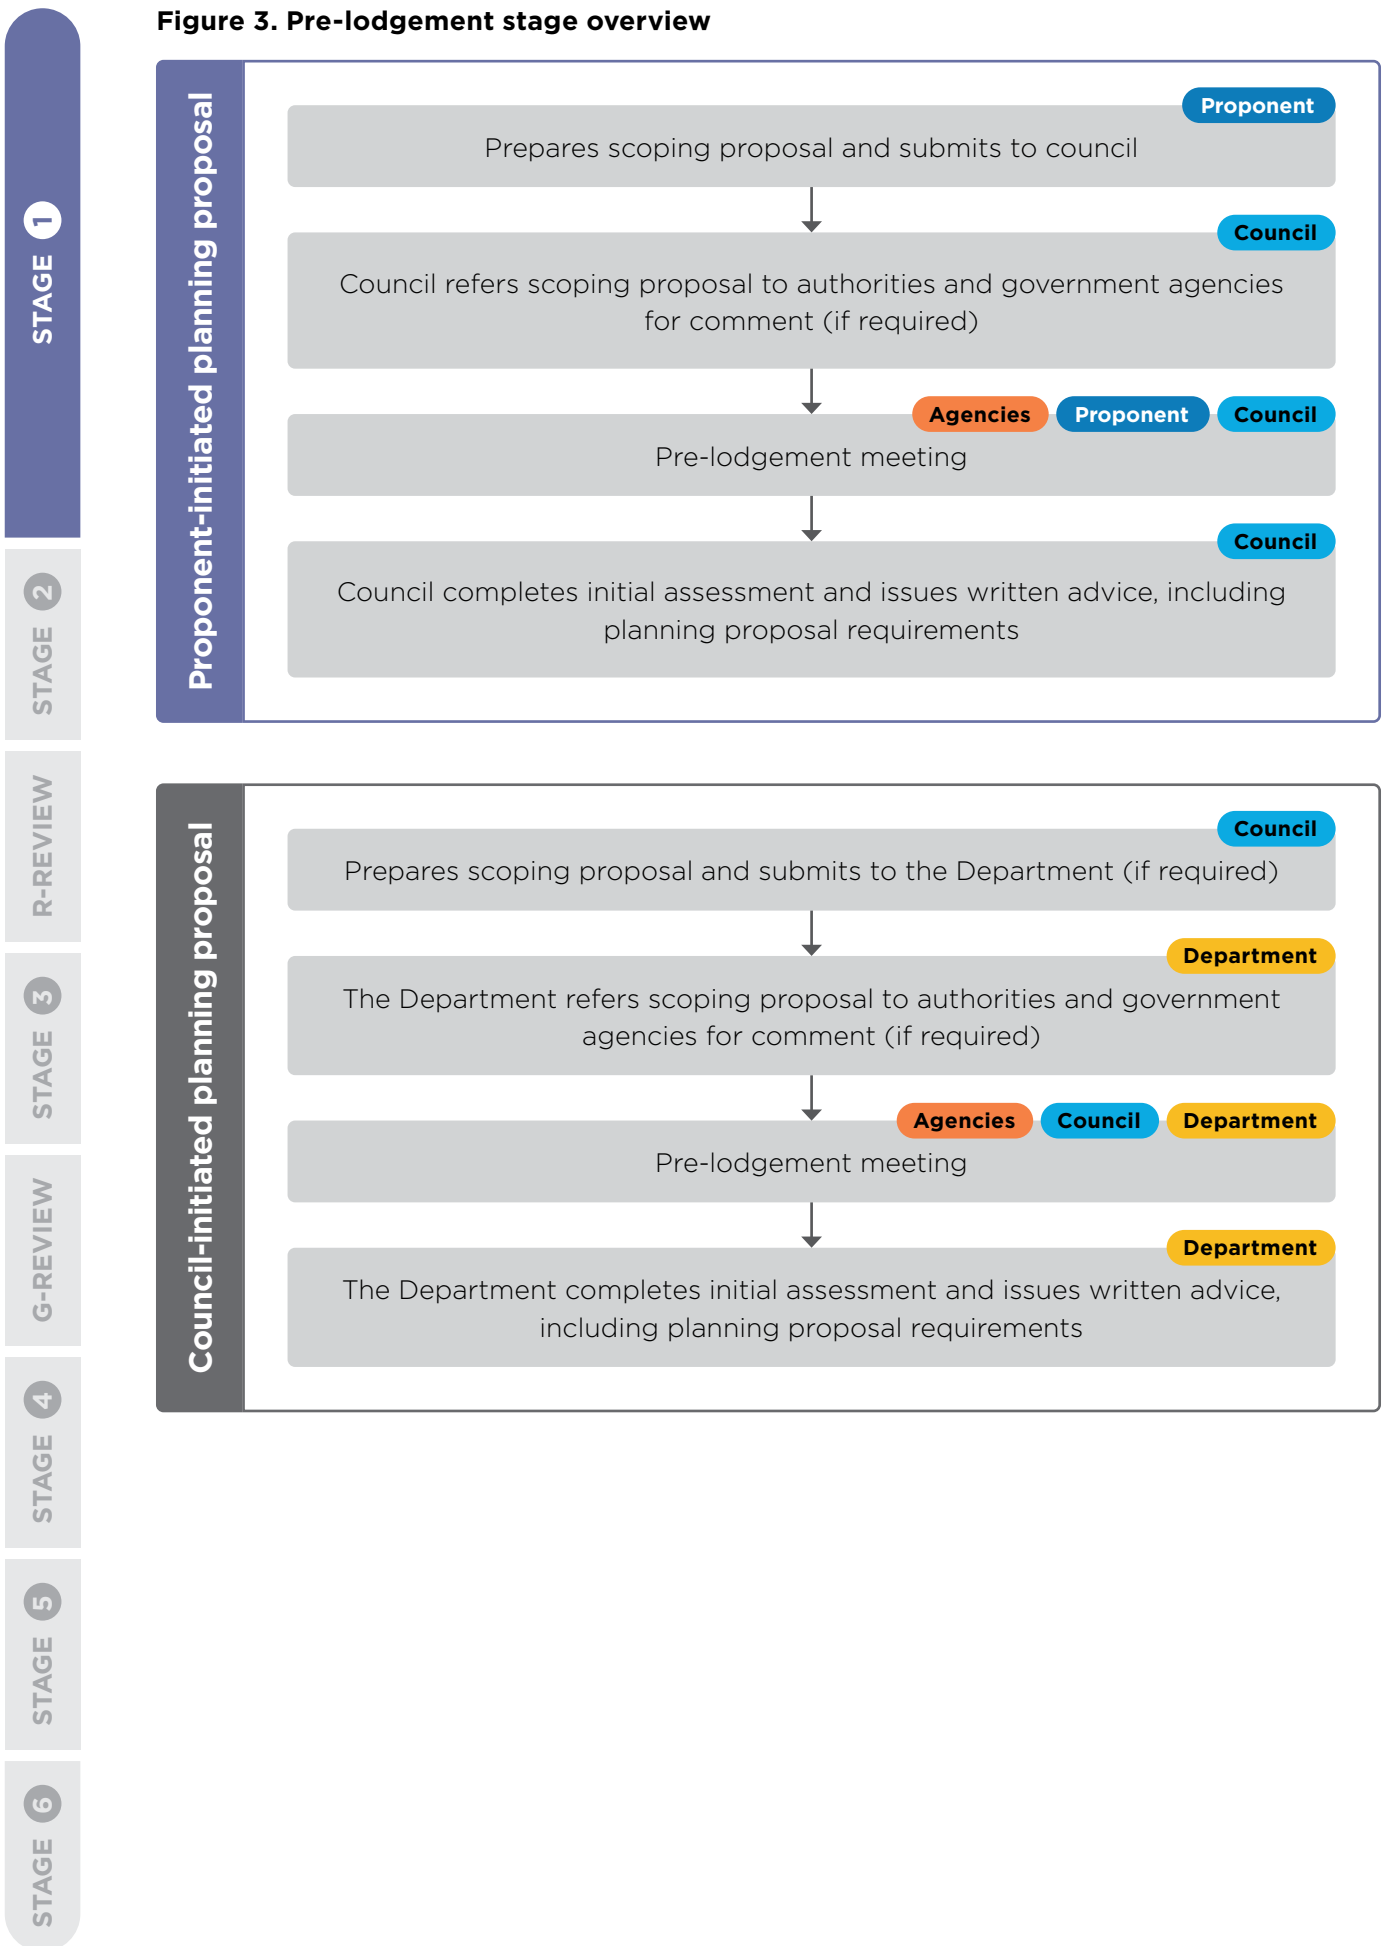 Figure 3. Pre-lodgement stage overview
STAGE 1
STAGE 2
R-REVIEW
STAGE 3
G-REVIEW
STAGE 4
STAGE 5
STAGE 6
Proponent-initiated planning proposal
Proponent
Prepares scoping proposal and submits to council
Council
Council refers scoping proposal to authorities and government agencies
for comment (if required)
Agencies Proponent Council
Pre-lodgement meeting
Council
Council completes initial assessment and issues written advice, including
planning proposal requirements
Council-initiated planning proposal
Council
Prepares scoping proposal and submits to the Department (if required)
Department
The Department refers scoping proposal to authorities and government
agencies for comment (if required)
Agencies Council Department
Pre-lodgement meeting
Department
The Department completes initial assessment and issues written advice,
including planning proposal requirements